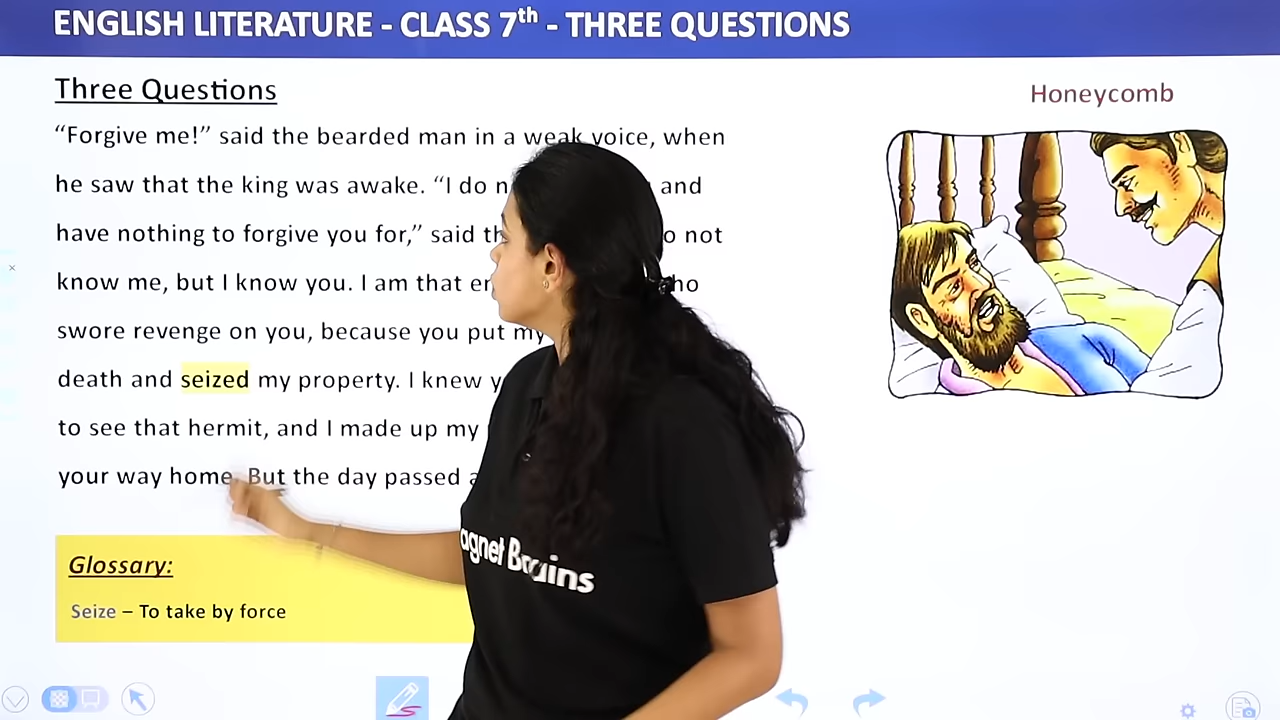 ENGLISH LITERATURE - CLASS 7th - THREE QUESTIONS
Three Questions
Honeycomb
“Forgive me!” said the bearded man in a weak voice, when
he saw that the king was awake. “I do and
have nothing to forgive you for,” said not
know me, but I know you. I am that
swore revenge on you, because you put my
death and seized my property. I knew
to see that hermit, and I made up my
your way home. But the day passed
Glossary:
Seize – To take by force
agnet Brains